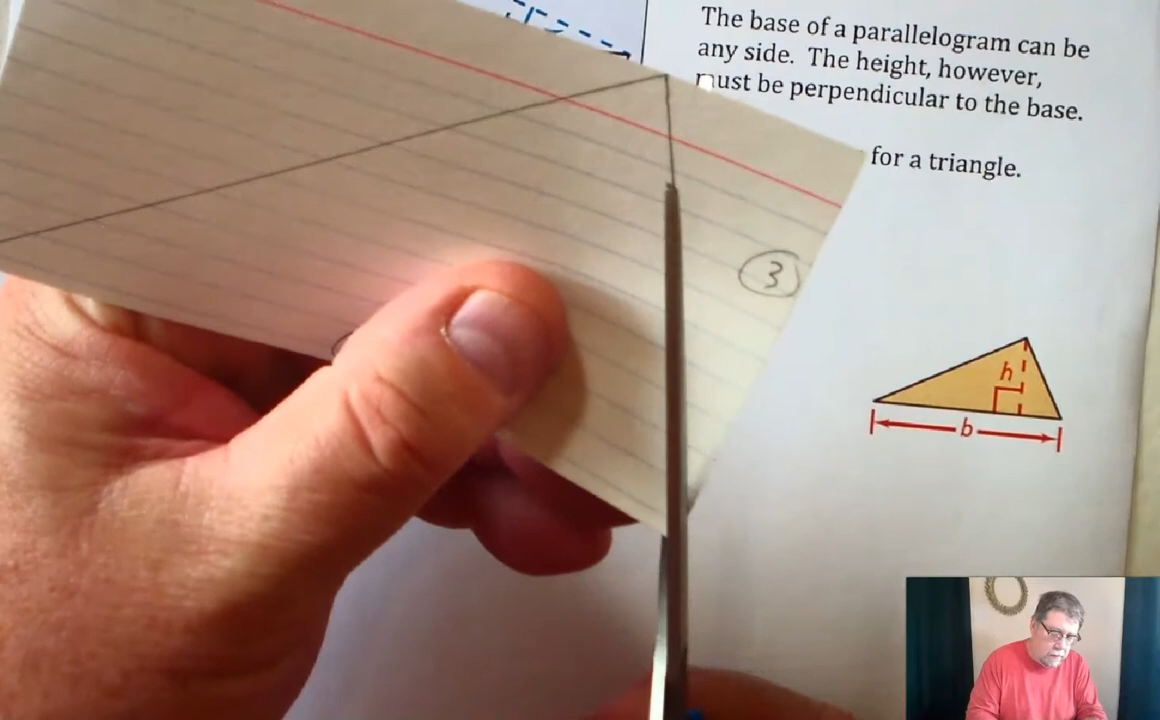 The base of a parallelogram can be
any side. The height, however,
must be perpendicular to the base.
for a triangle.
3
h
b